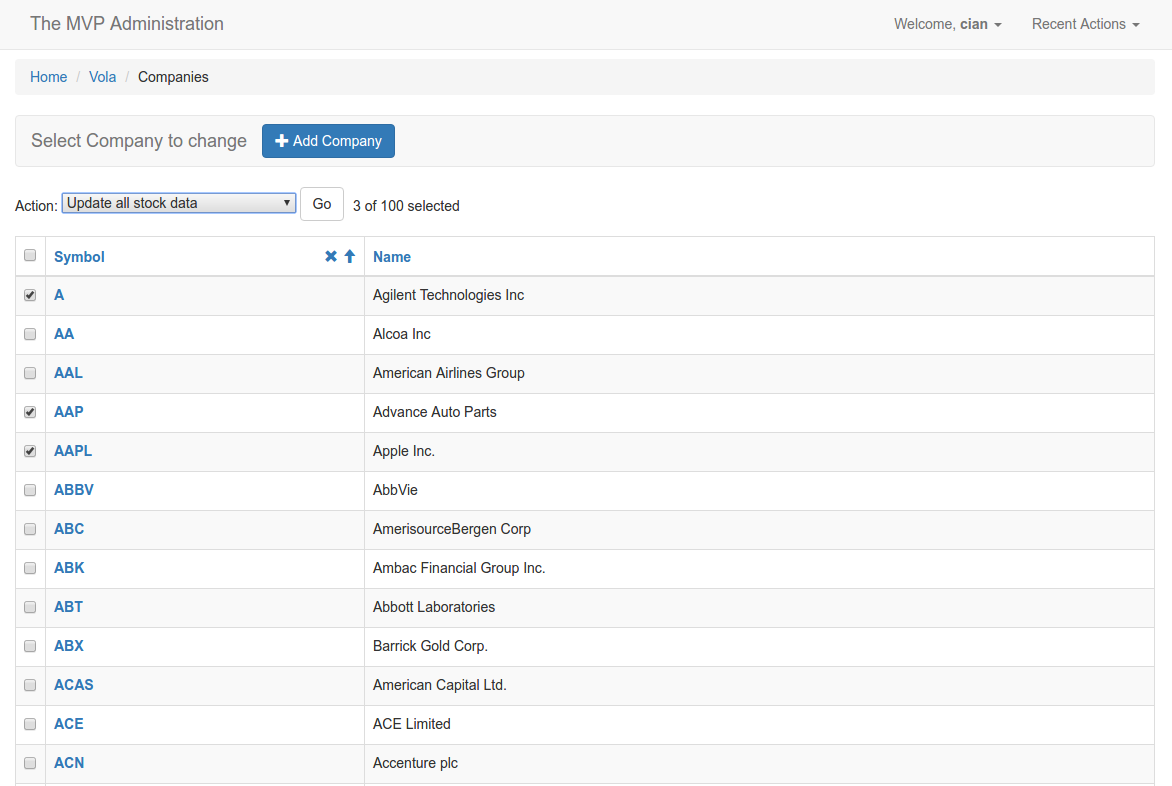 The MVP Administration Welcome, cian Recent Actions
Home / Vola / Companies
Select Company to change Add Company
Action: Update all stock data Go 3 of 100 selected
Symbol Name
A Agilent Technologies Inc
AA Alcoa Inc
AAL American Airlines Group
AAP Advance Auto Parts
AAPL Apple Inc.
ABBV AbbVie
ABC AmerisourceBergen Corp
ABK Ambac Financial Group Inc.
ABT Abbott Laboratories
ABX Barrick Gold Corp.
ACAS American Capital Ltd.
ACE ACE Limited
ACN Accenture plc